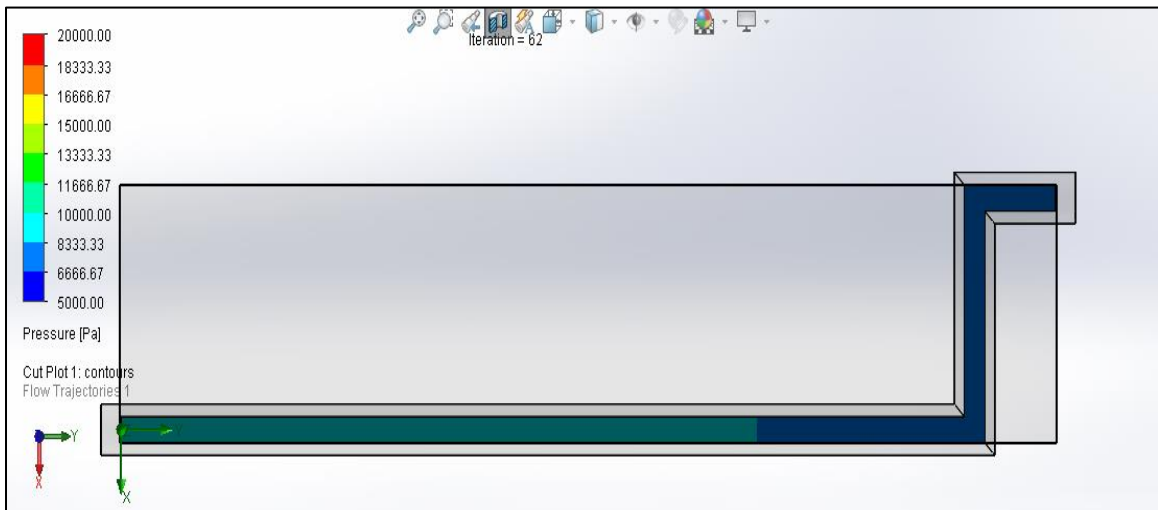 Iteration = 62
20000.00
18333.33
16666.67
15000.00
13333.33
11666.67
10000.00
8333.33
6666.67
5000.00
Pressure [Pa]
Cut Plot 1: contours
Flow Trajectories 1
Y
X
Y
X